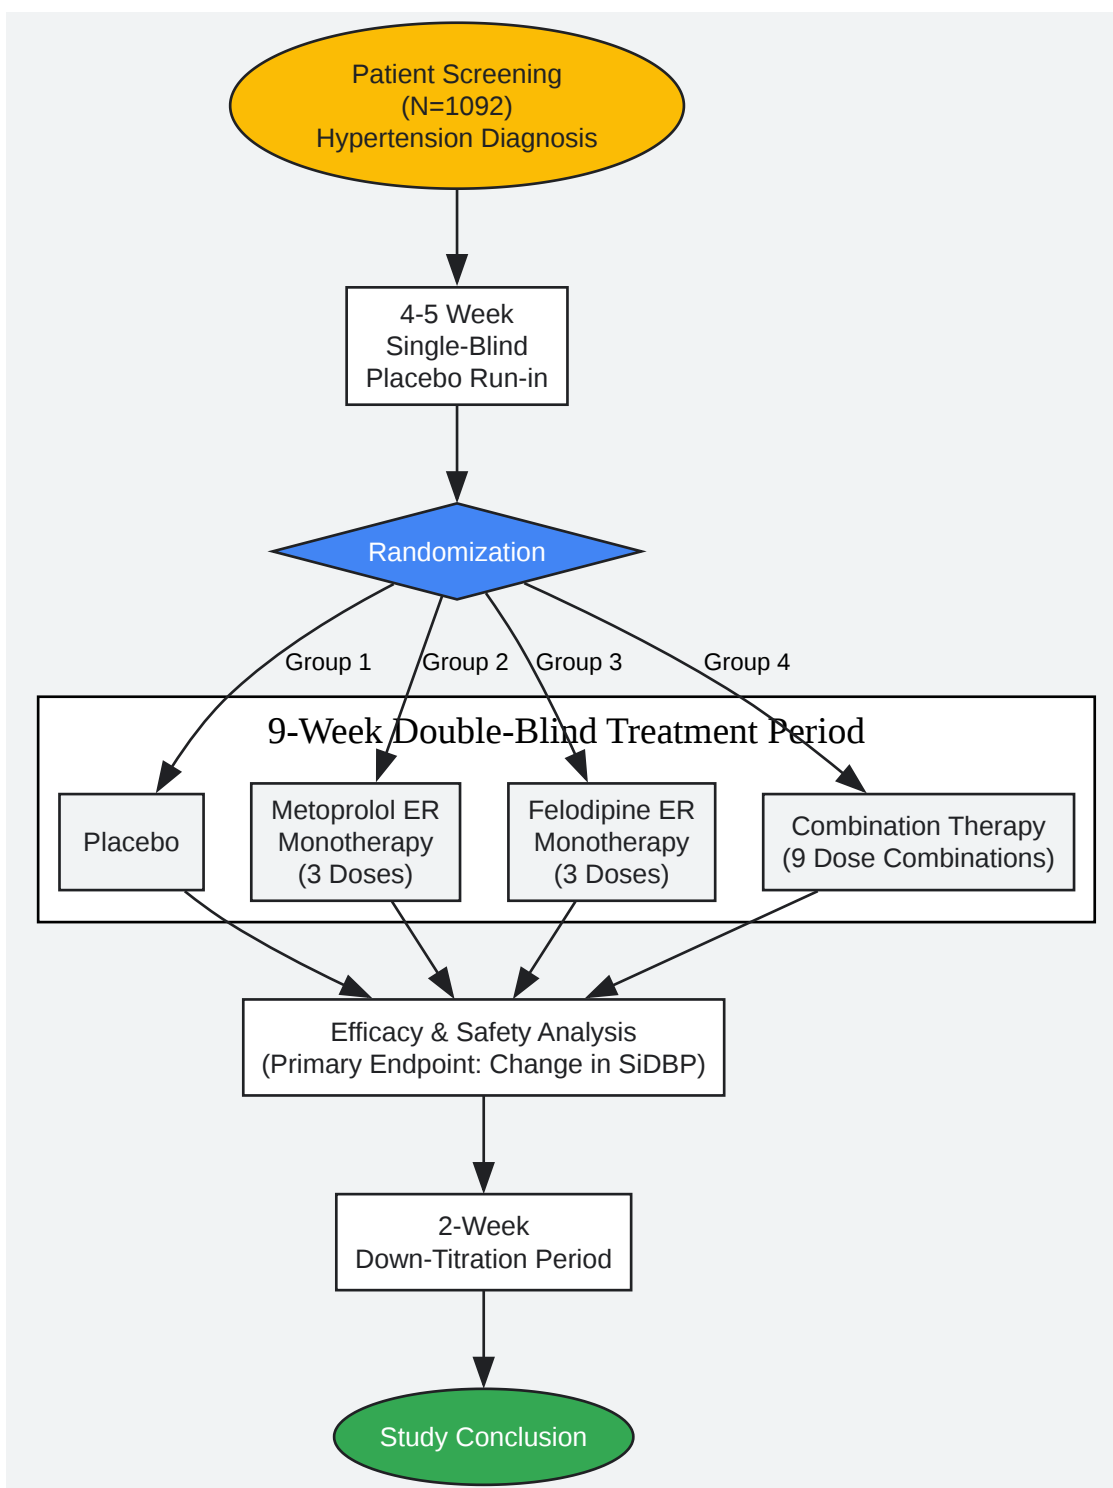 Patient Screening
(N=1092)
Hypertension Diagnosis
4-5 Week
Single-Blind
Placebo Run-in
Randomization
Group 1
Group 2
Group 3
Group 4
9-Week Double-Blind Treatment Period
Placebo
Metoprolol ER
Monotherapy
(3 Doses)
Felodipine ER
Monotherapy
(3 Doses)
Combination Therapy
(9 Dose Combinations)
Efficacy & Safety Analysis
(Primary Endpoint: Change in SiDBP)
2-Week
Down-Titration Period
Study Conclusion